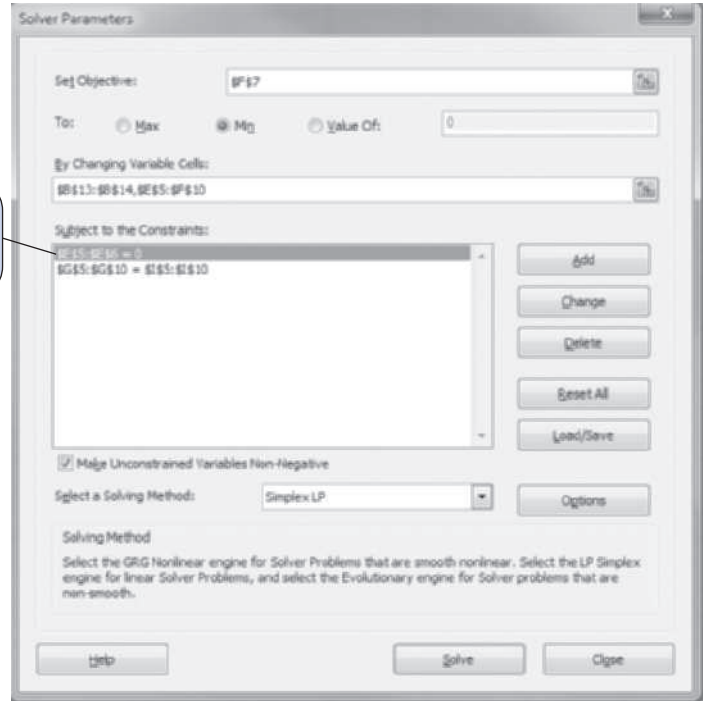 Solver Parameters
Set Objective:
$F$7
To:
Max
Min
Value Of:
0
By Changing Variable Cells:
$B$13:$B$14,$E$5:$F$10
Subject to the Constraints:
$E$5:$E$6 = 0
$G$5:$G$10 = $I$5:$I$10
Add
Change
Delete
Reset All
Load/Save
Make Unconstrained Variables Non-Negative
Select a Solving Method:
Simplex LP
Options
Solving Method
Select the GRG Nonlinear engine for Solver Problems that are smooth nonlinear. Select the LP Simplex
engine for linear Solver Problems, and select the Evolutionary engine for Solver problems that are
non-smooth.
Help
Solve
Close